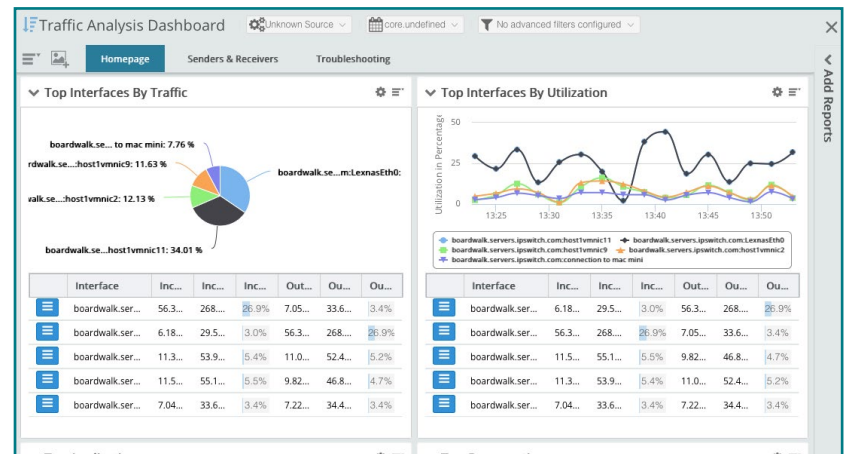 Traffic Analysis Dashboard
Unknown Source
core.undefined
No advanced filters configured
Homepage
Senders & Receivers
Troubleshooting
Add Reports
Top Interfaces By Traffic
boardwalk.se... to mac mini: 7.76 %
rdwalk.se...:host1vmnic9: 11.63 %
walk.se...:host1vmnic2: 12.13 %
boardwalk.se...m:LexnasEth0:
boardwalk.se...host1vmnic11: 34.01 %
Interface Inc... Inc... Inc... Out... Ou... Ou...
boardwalk.ser... 56.3... 268.... 26.9% 7.05... 33.6... 3.4%
boardwalk.ser... 6.18... 29.5... 3.0% 56.3... 268.... 26.9%
boardwalk.ser... 11.3... 53.9... 5.4% 11.0... 52.4... 5.2%
boardwalk.ser... 11.5... 55.1... 5.5% 9.82... 46.8... 4.7%
boardwalk.ser... 7.04... 33.6... 3.4% 7.22... 34.4... 3.4%
Top Interfaces By Utilization
Utilization in Percentage
50
25
0
13:25 13:30 13:35 13:40 13:45 13:50
boardwalk.servers.ipswitch.com:host1vmnic11 boardwalk.servers.ipswitch.com:LexnasEth0
boardwalk.servers.ipswitch.com:host1vmnic9 boardwalk.servers.ipswitch.com:host1vmnic2
boardwalk.servers.ipswitch.com:connection to mac mini
Interface Inc... Inc... Inc... Out... Ou... Ou...
boardwalk.ser... 6.18... 29.5... 3.0% 56.3... 268.... 26.9%
boardwalk.ser... 56.3... 268.... 26.9% 7.05... 33.6... 3.4%
boardwalk.ser... 11.5... 55.1... 5.5% 9.82... 46.8... 4.7%
boardwalk.ser... 11.3... 53.9... 5.4% 11.0... 52.4... 5.2%
boardwalk.ser... 7.04... 33.6... 3.4% 7.22... 34.4... 3.4%